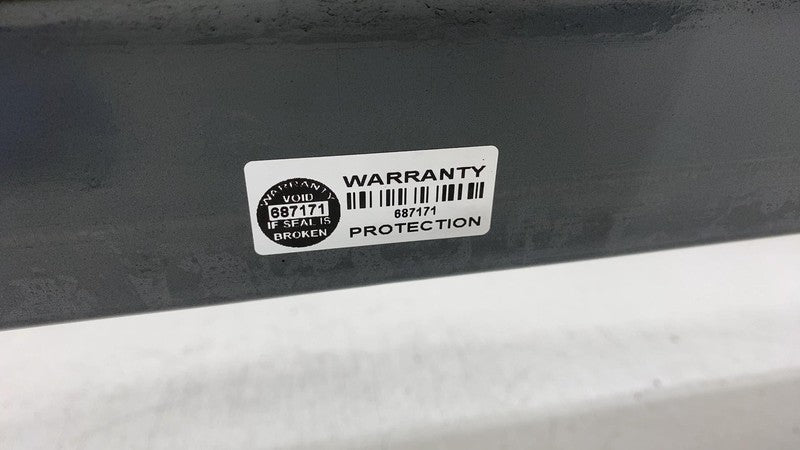 WARRANTY
VOID
687171
IF SEAL IS
BROKEN
WARRANTY
687171
PROTECTION